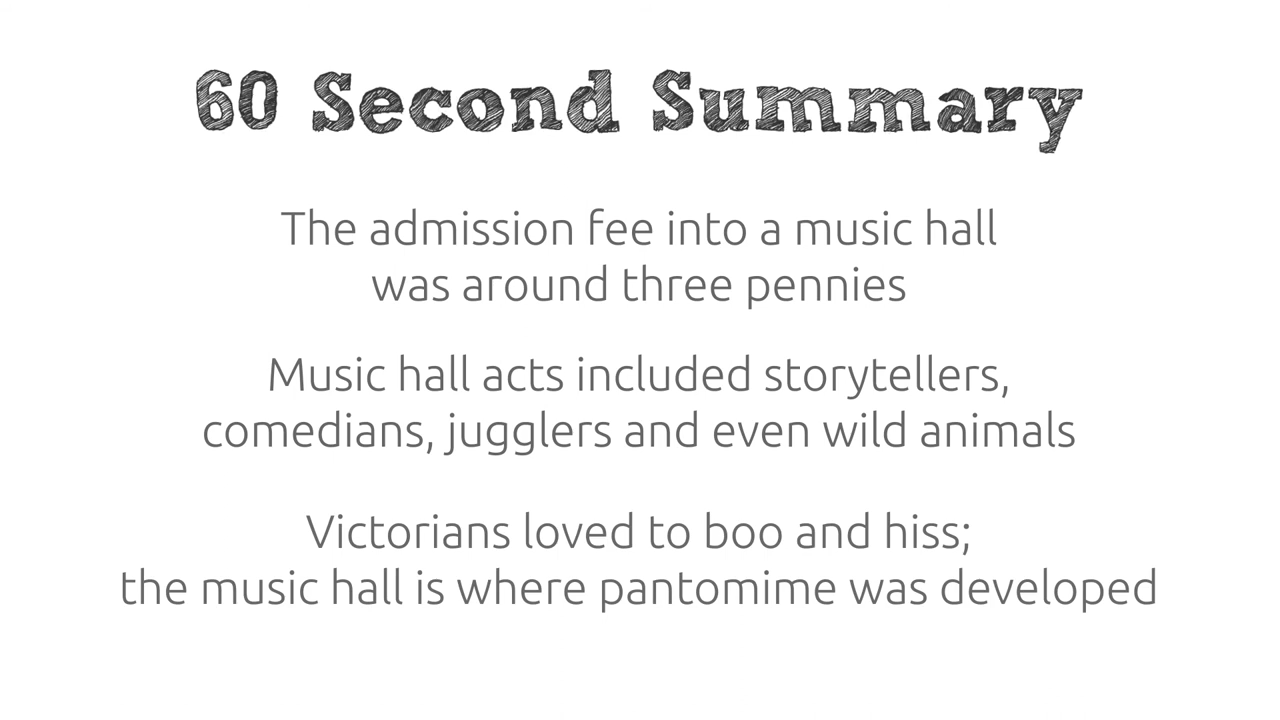 60 Second Summary
The admission fee into a music hall
was around three pennies
Music hall acts included storytellers,
comedians, jugglers and even wild animals
Victorians loved to boo and hiss;
the music hall is where pantomime was developed